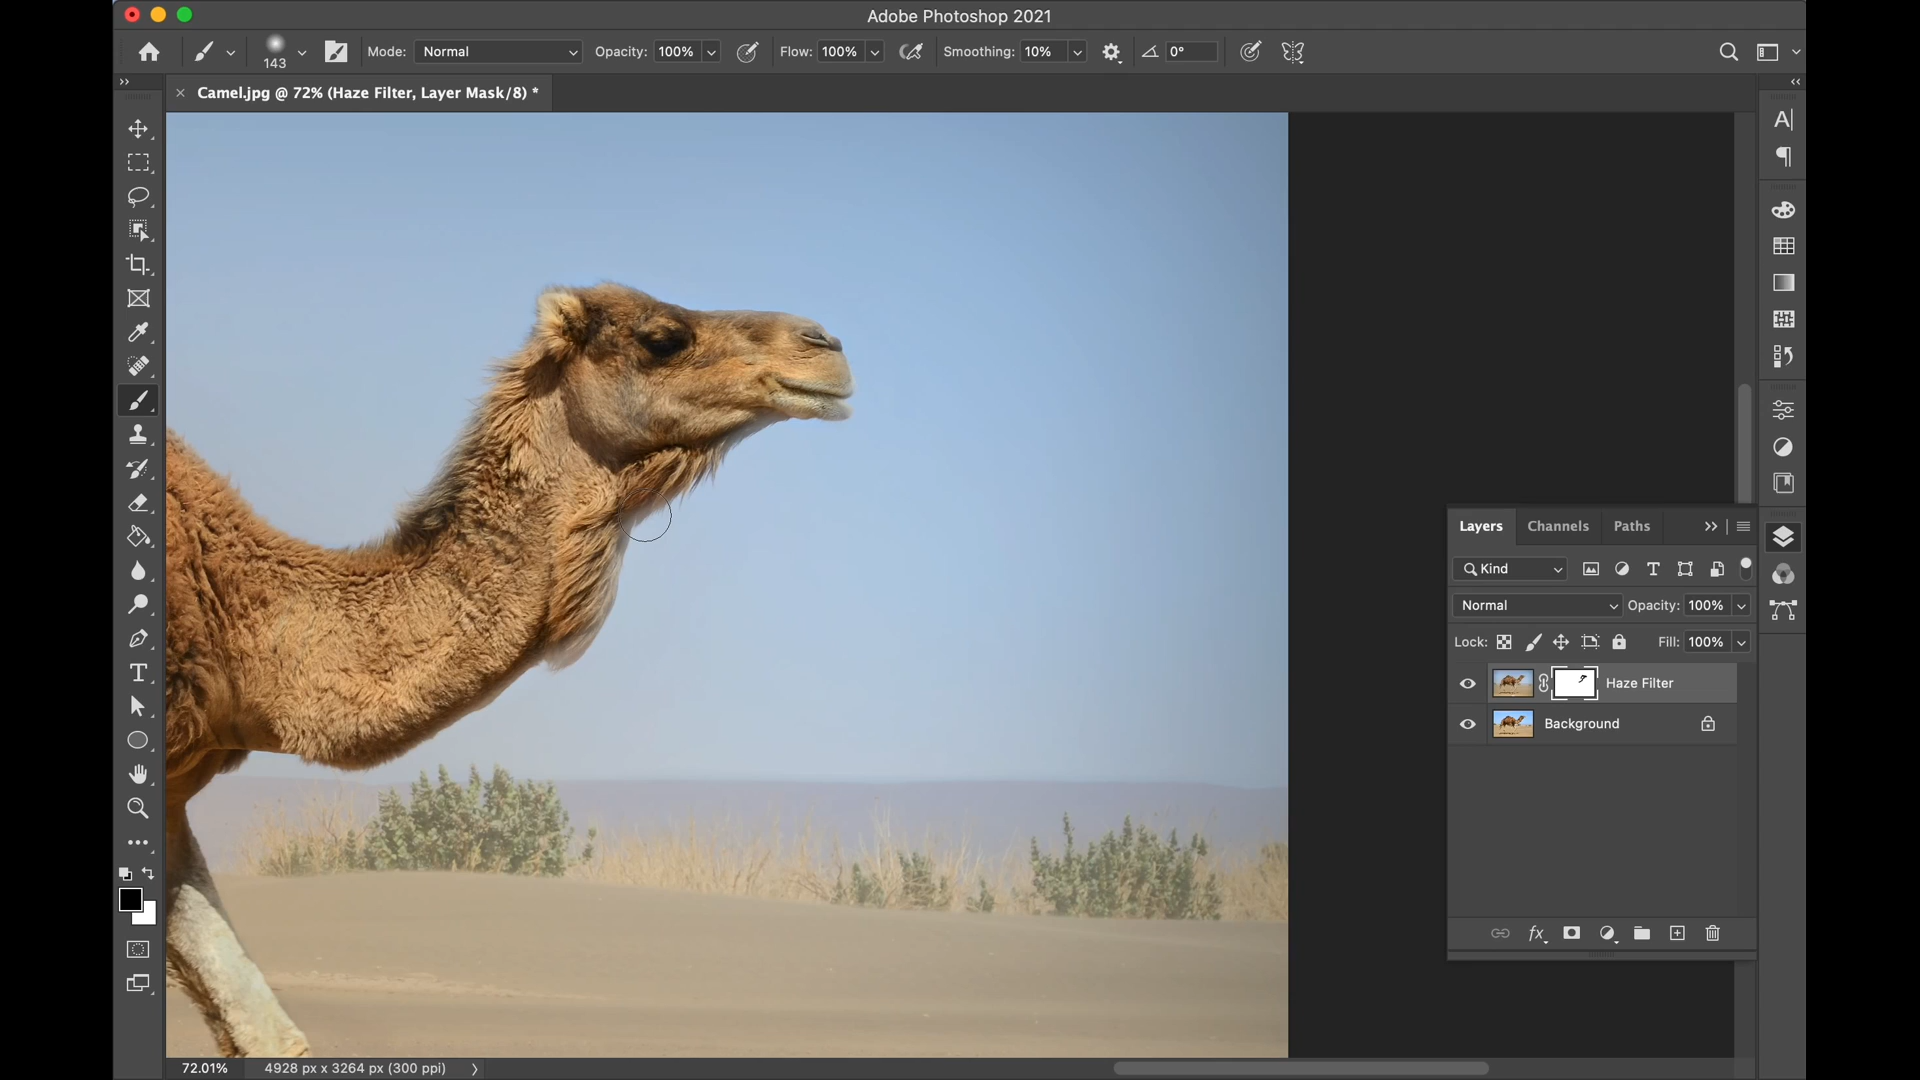 Adobe Photoshop 2021
143
Mode: Normal Opacity: 100% Flow: 100% Smoothing: 10% 0°
Camel.jpg @ 72% (Haze Filter, Layer Mask/8) *
Layers Channels Paths
Kind
Normal Opacity: 100%
Lock: Fill: 100%
Haze Filter
Background
fx
72.01% 4928 px x 3264 px (300 ppi)